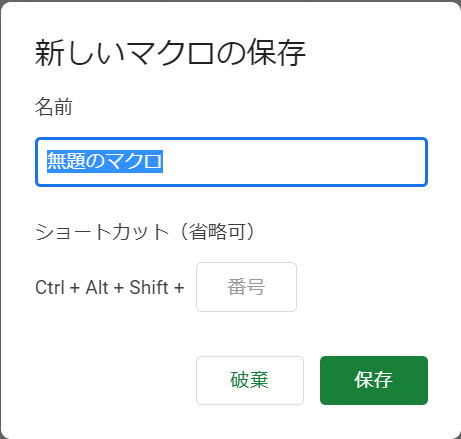 新しいマクロの保存
名前
無題のマクロ
ショートカット（省略可）
Ctrl + Alt + Shift + 番号
破棄 保存